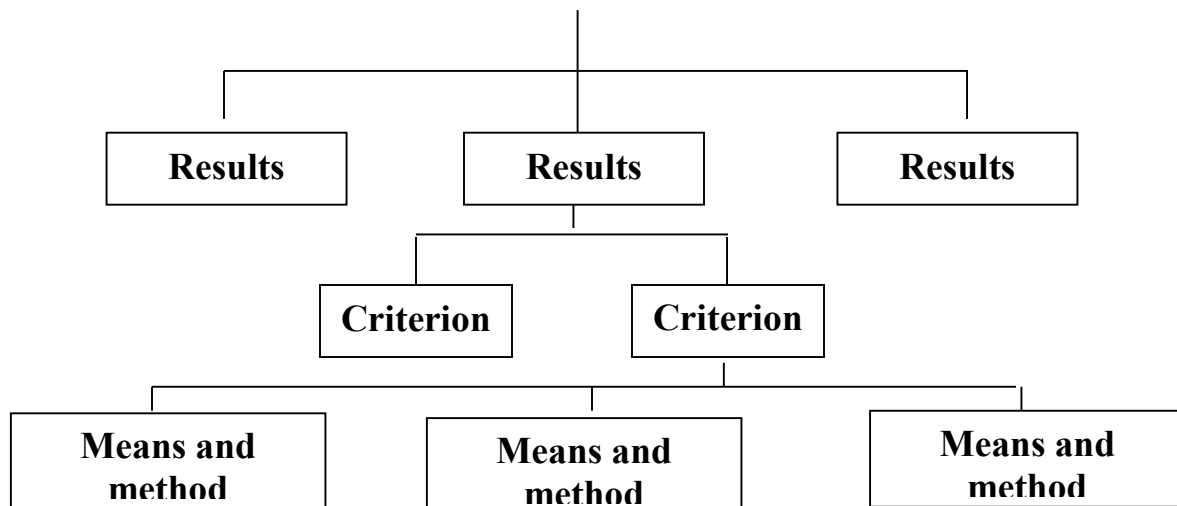 Results
Results
Results
Criterion
Criterion
Means and
method
Means and
method
Means and
method